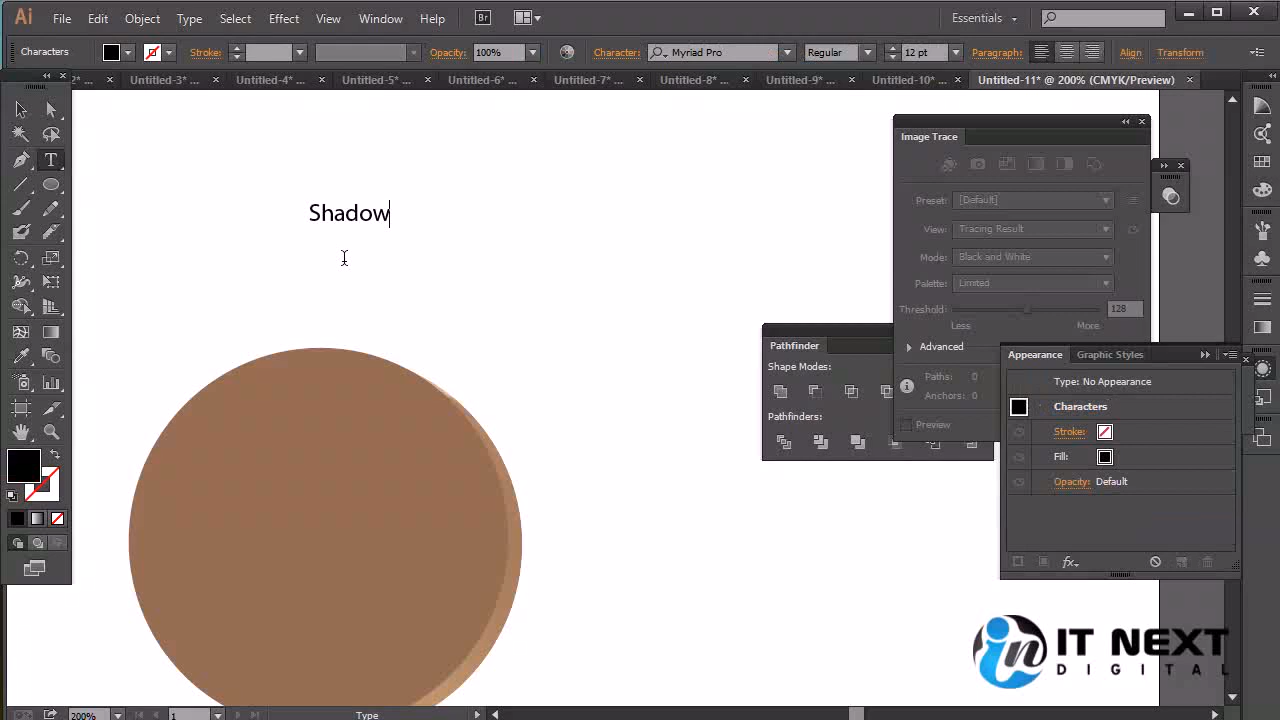 Ai File Edit Object Type Select Effect View Window Help Br Essentials
Characters Stroke: Opacity: 100% Character: Myriad Pro Regular 12 pt Paragraph: Align Transform
2* ... Untitled-3* ... Untitled-4* ... Untitled-5* ... Untitled-6* ... Untitled-7* ... Untitled-8* ... Untitled-9* ... Untitled-10* ... Untitled-11* @ 200% (CMYK/Preview)
Image Trace
Preset: [Default]
View: Tracing Result
Mode: Black and White
Palette: Limited
Threshold: 128
Less More
Advanced
Paths: 0
Anchors: 0
Preview
T
Shadow
Pathfinder
Shape Modes:
Pathfinders:
Appearance Graphic Styles
Type: No Appearance
Characters
Stroke:
Fill:
Opacity: Default
fx
in IT NEXT
DIGITAL
200% 1 Type